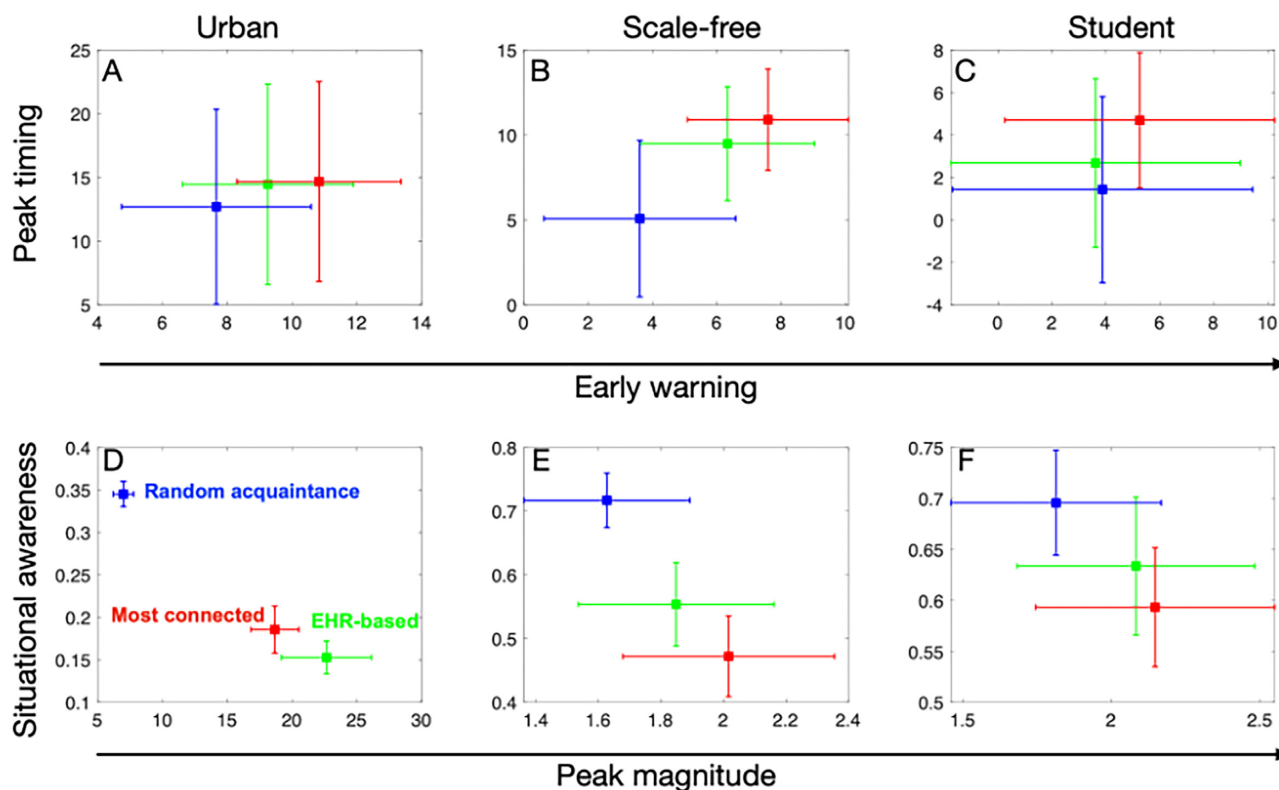 Urban Scale-free Student
Peak timing
A
25
20
15
10
5
4 6 8 10 12 14
B
15
10
5
0
0 2 4 6 8 10
C
8
6
4
2
0
-2
-4
0 2 4 6 8 10
Early warning
Situational awareness
D
0.4
0.35
0.3
0.25
0.2
0.15
0.1
Random acquaintance
Most connected
EHR-based
5 10 15 20 25 30
E
0.8
0.7
0.6
0.5
0.4
1.4 1.6 1.8 2 2.2 2.4
F
0.75
0.7
0.65
0.6
0.55
0.5
1.5 2 2.5
Peak magnitude